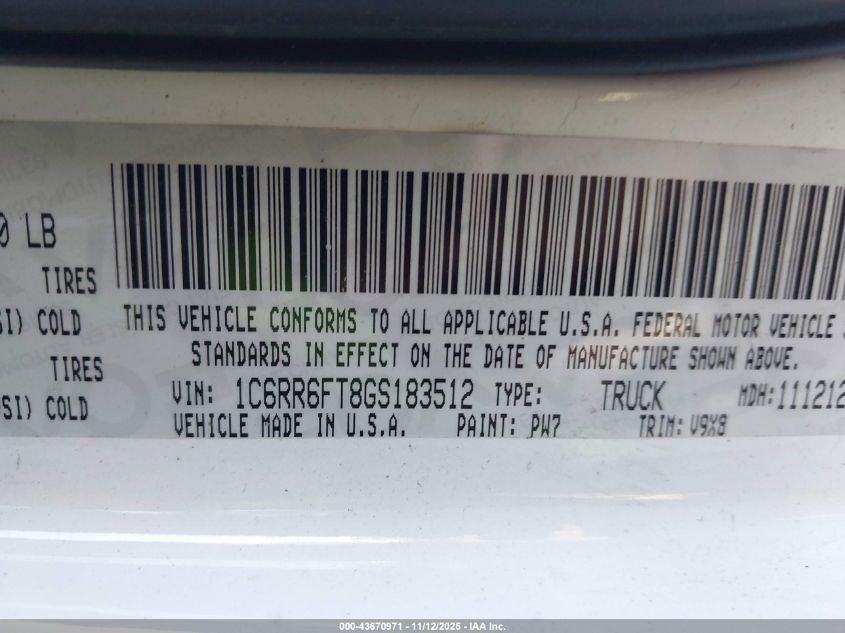 0 LB
TIRES
SI) COLD
THIS VEHICLE CONFORMS TO ALL APPLICABLE U.S.A. FEDERAL MOTOR VEHICLE S
STANDARDS IN EFFECT ON THE DATE OF MANUFACTURE SHOWN ABOVE.
TIRES
PSI) COLD
VIN: 1C6RR6FT8GS183512 TYPE: TRUCK MDH:111212
VEHICLE MADE IN U.S.A. PAINT: PW7 TRIM: V9X8
000-43670971 - 11/12/2025 - IAA Inc.